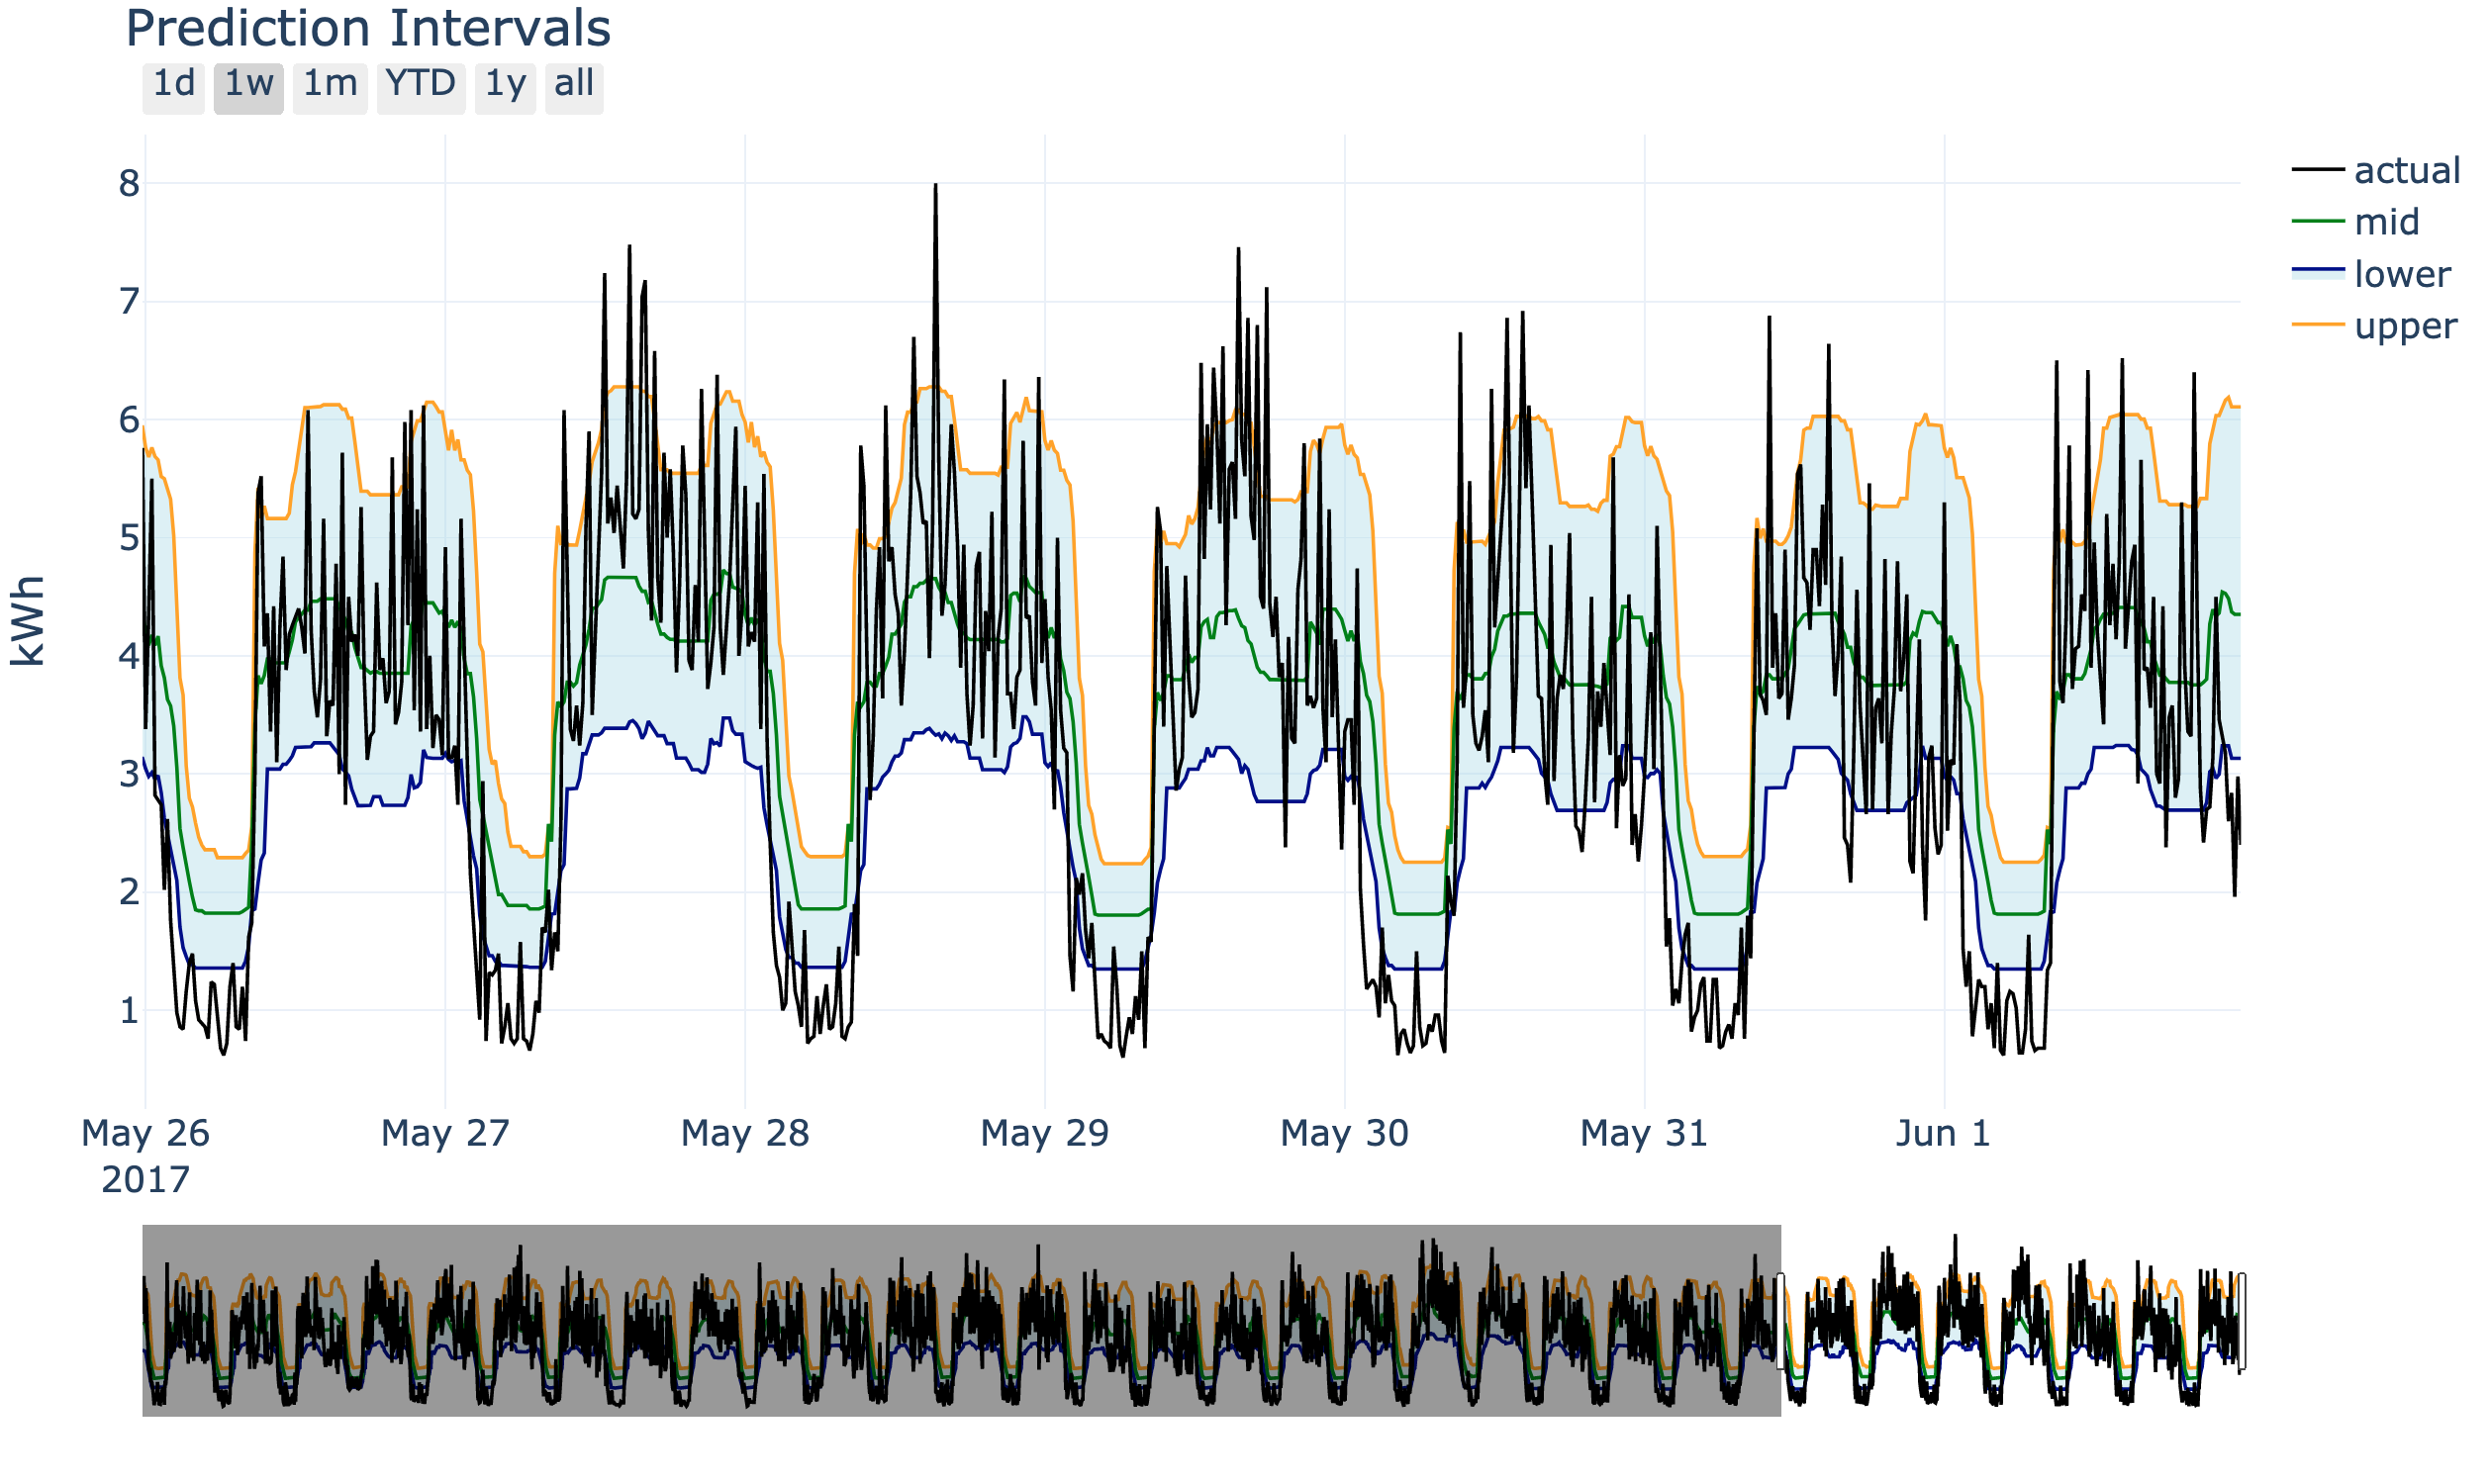 Prediction Intervals
1d 1w 1m YTD 1y all
8
7
6
5
4
3
2
1
kWh
May 26 May 27 May 28 May 29 May 30 May 31 Jun 1
2017
actual
mid
lower
upper